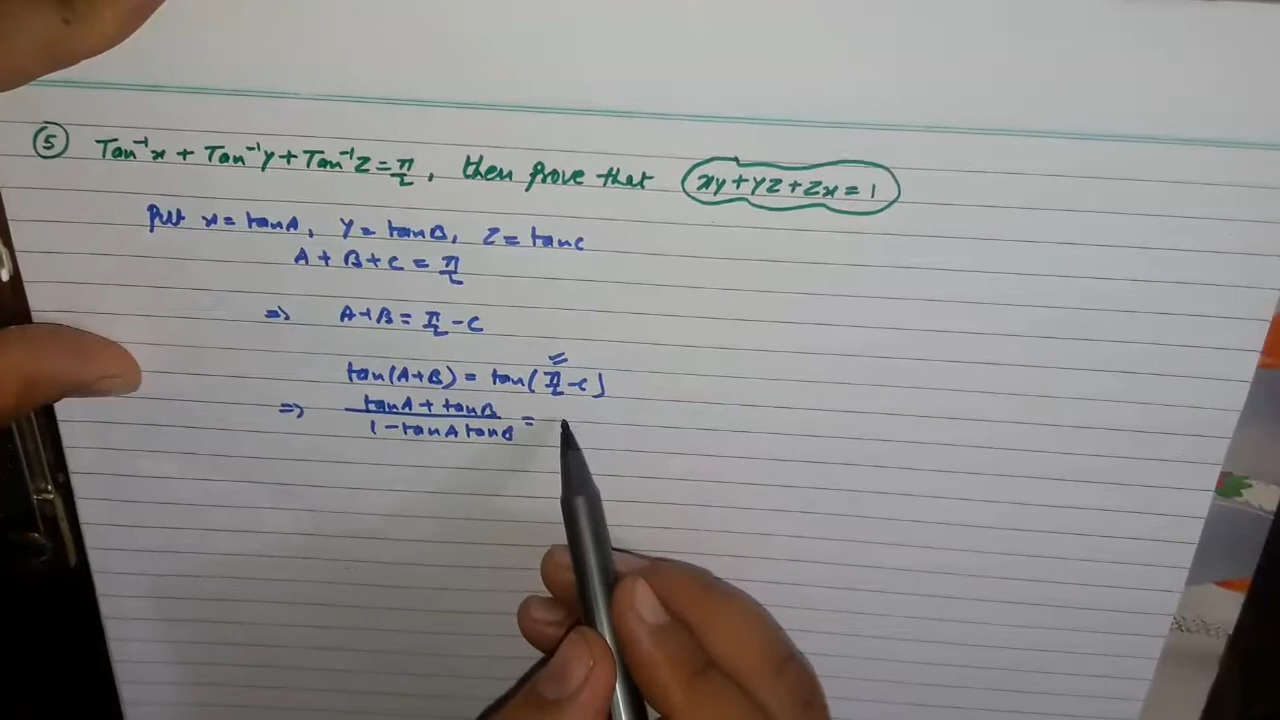 ⑤ Tan⁻¹x + Tan⁻¹y + Tan⁻¹z = π/2, then prove that xy + yz + zx = 1
Put x = tanA, y = tanB, z = tanC
A + B + C = π/2
⇒ A + B = π/2 - C
tan(A+B) = tan(π/2 - C)
⇒ (tanA + tanB)/(1 - tanA tanB) =